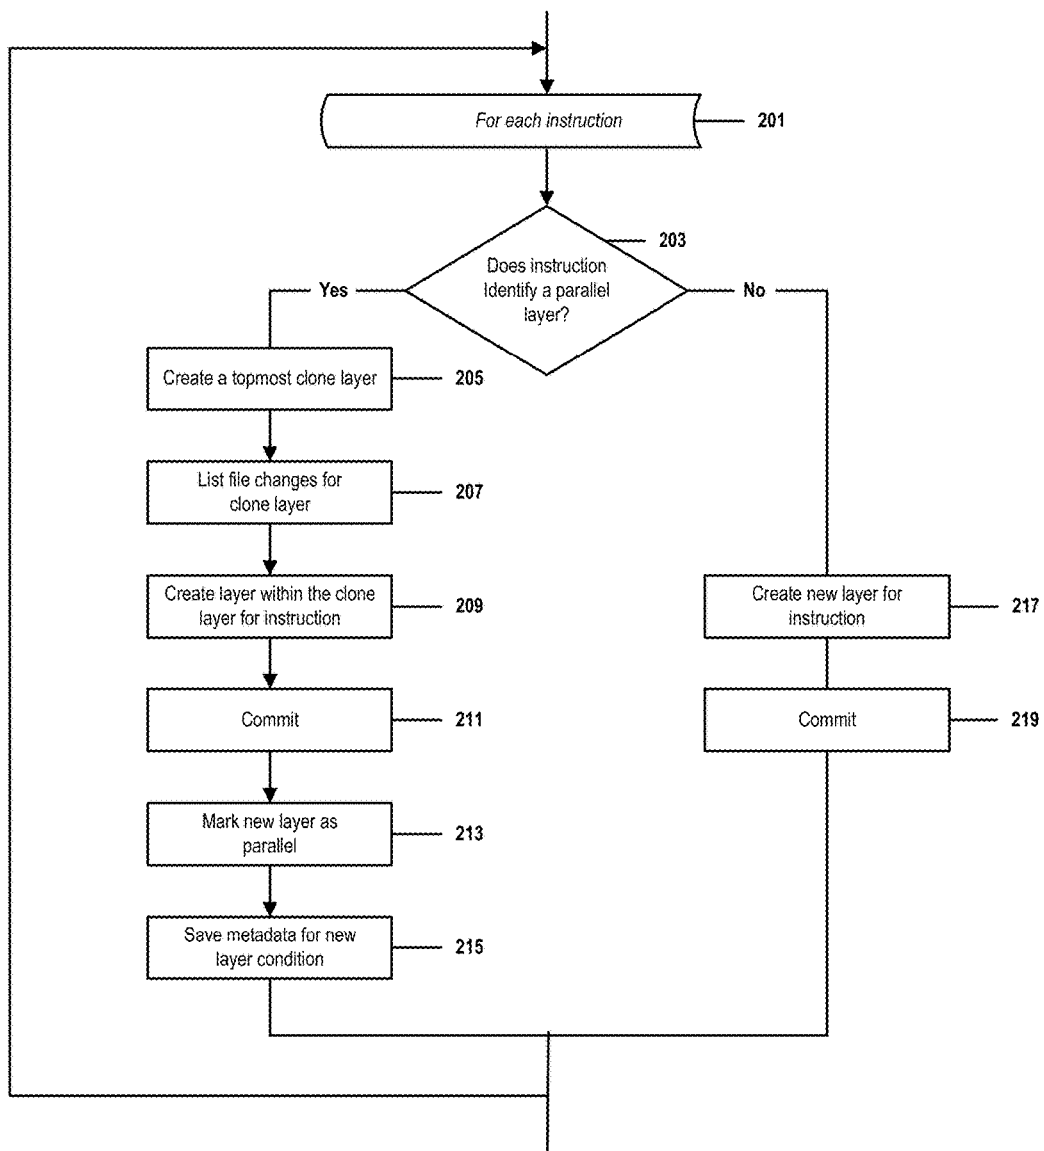 For each instruction
201
203
Does instruction
Identify a parallel
layer?
Yes
No
Create a topmost clone layer
205
List file changes for
clone layer
207
Create layer within the clone
layer for instruction
209
Create new layer for
instruction
217
Commit
211
Commit
219
Mark new layer as
parallel
213
Save metadata for new
layer condition
215